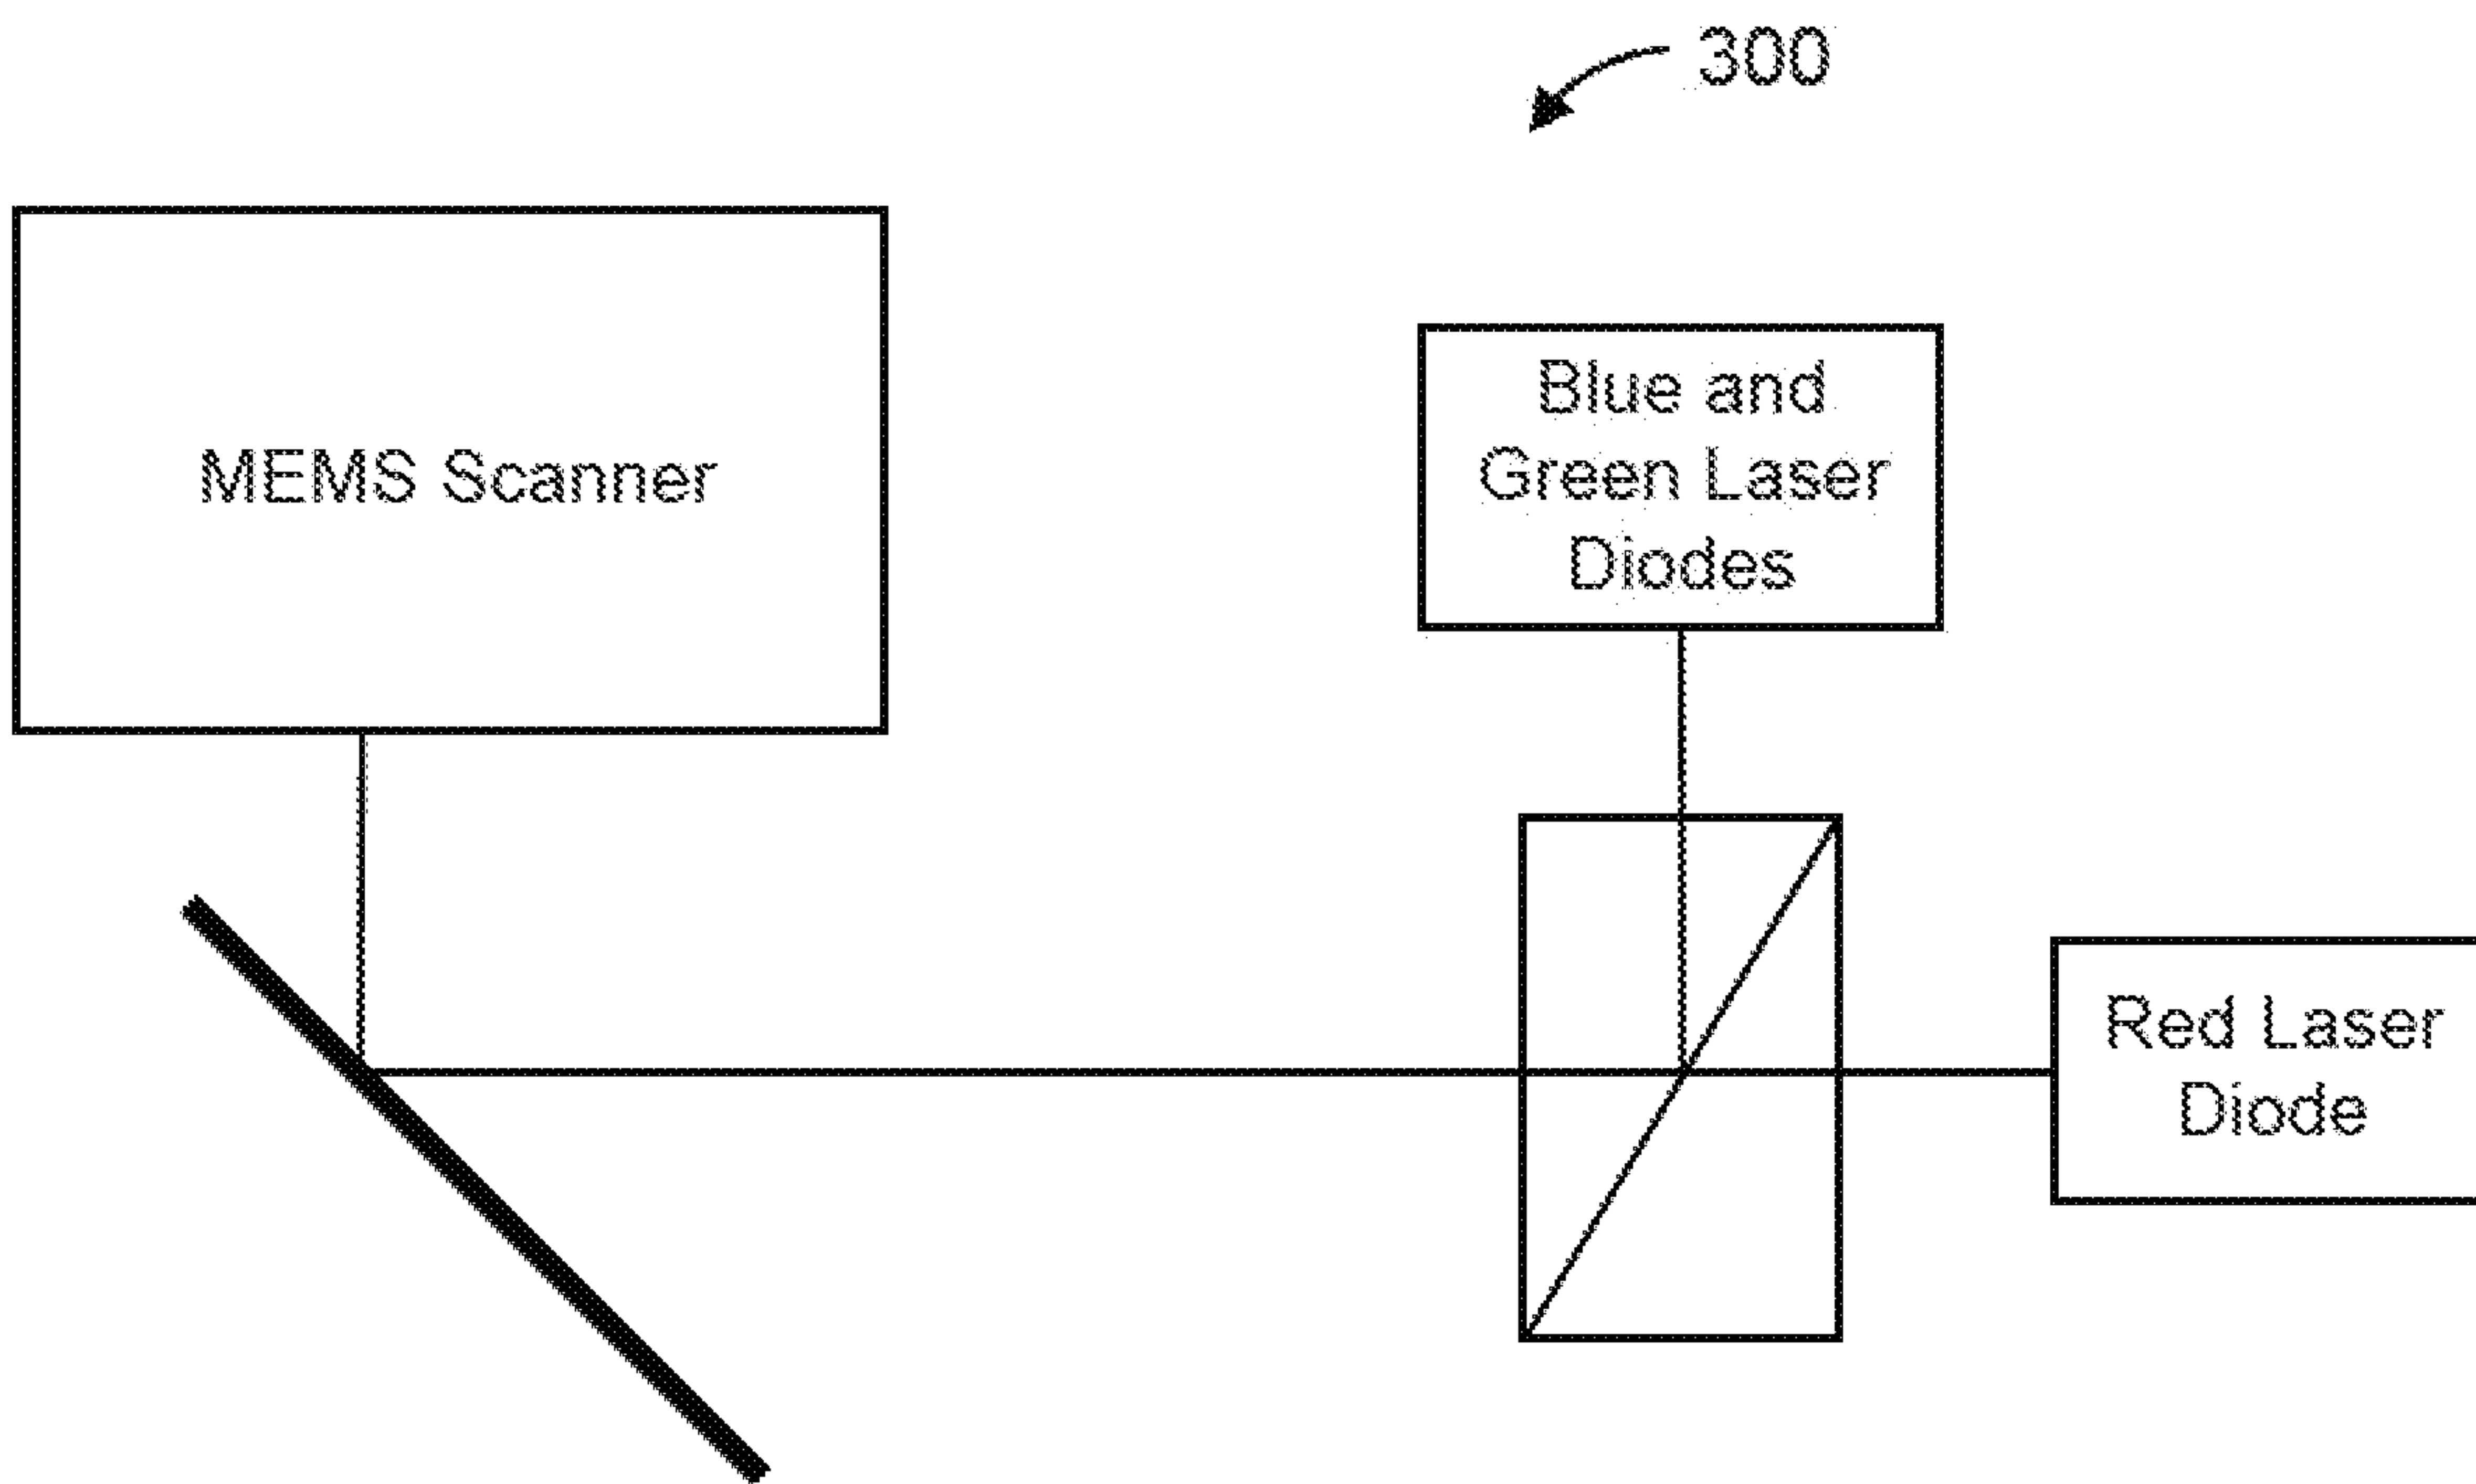 300
MEMS Scanner
Blue and
Green Laser
Diodes
Red Laser
Diode